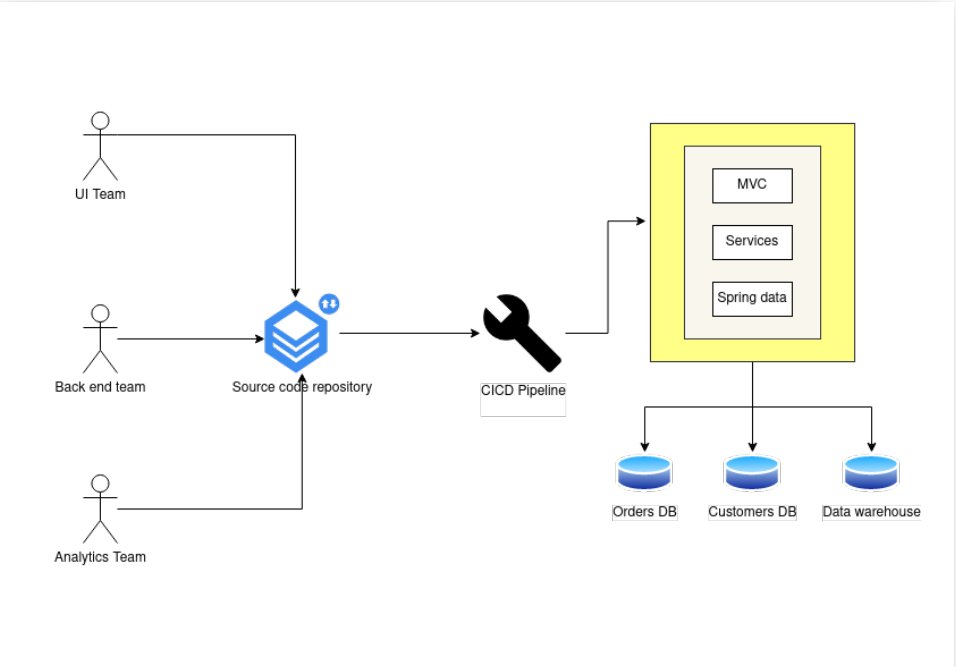 UI Team
Back end team
Analytics Team
Source code repository
CICD Pipeline
MVC
Services
Spring data
Orders DB
Customers DB
Data warehouse